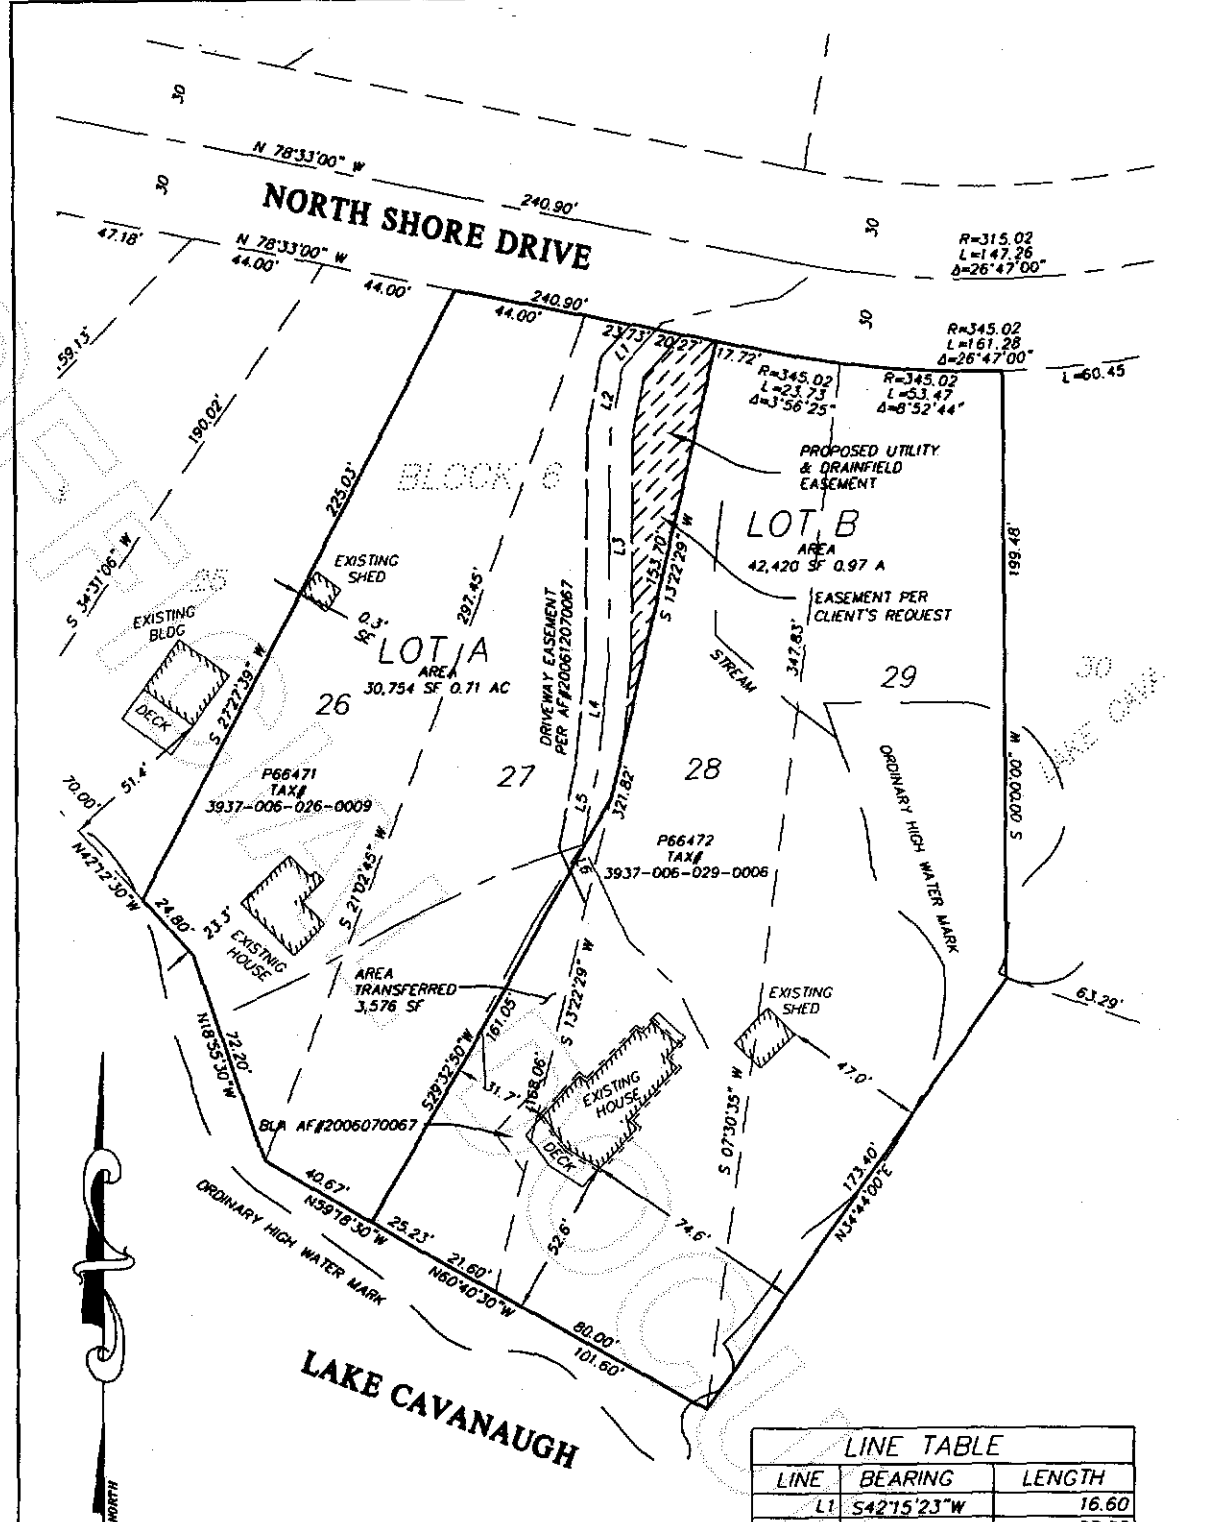 30
N 78°33'00" W
30
NORTH SHORE DRIVE
240.90'
30
R=315.02
L=147.26
Δ=26°47'00"
47.18'
N 78°33'00" W
44.00'
44.00'
240.90'
44.00'
23.73'
20.27'
17.72'
30
R=345.02
L=161.28
Δ=26°47'00"
L=60.45
R=345.02
L=23.73
Δ=3°56'25"
R=345.02
L=53.47
Δ=8°52'44"
59.13'
190.02'
225.03'
L1
L2
L3
L4
L5
L6
BLOCK 6
PROPOSED UTILITY
& DRAINFIELD
EASEMENT
LOT B
AREA
42,420 SF 0.97 A
199.48'
153.70'
S 13°22'29" W
EASEMENT PER
CLIENT'S REQUEST
EXISTING
SHED
0.3'
297.45'
S 34°31'06" W
EXISTING
BLDG
DECK
LOT A
AREA
30,754 SF 0.71 AC
DRIVEWAY EASEMENT
PER AF#200612070067
347.83'
STREAM
29
30
LAKE CAVA
26
26
S 27°27'39" W
27
28
ORDINARY HIGH WATER MARK
S 00°00'00" W
P66471
TAX#
3937-006-026-0009
70.00'
51.4'
321.82'
P66472
TAX#
3937-006-029-0006
N42°12'30"W
24.80'
23.3'
EXISTNIG
HOUSE
S 21°02'45" W
AREA
TRANSFERRED
3,576 SF
S 13°22'29" W
EXISTING
SHED
63.29'
N18°55'30"W
72.20'
S29°32'50"W
161.05'
31.7'
168.06'
EXISTING
HOUSE
DECK
47.0'
S 07°30'35" W
BLA AF#2006070067
173.40'
N34°44'00"E
40.67'
N59°18'30"W
25.23'
21.60'
N60°40'30"W
52.6'
74.6'
ORDINARY HIGH WATER MARK
80.00'
101.60'
LAKE CAVANAUGH
NORTH
LINE TABLE
LINE BEARING LENGTH
L1 S42°15'23"W 16.60